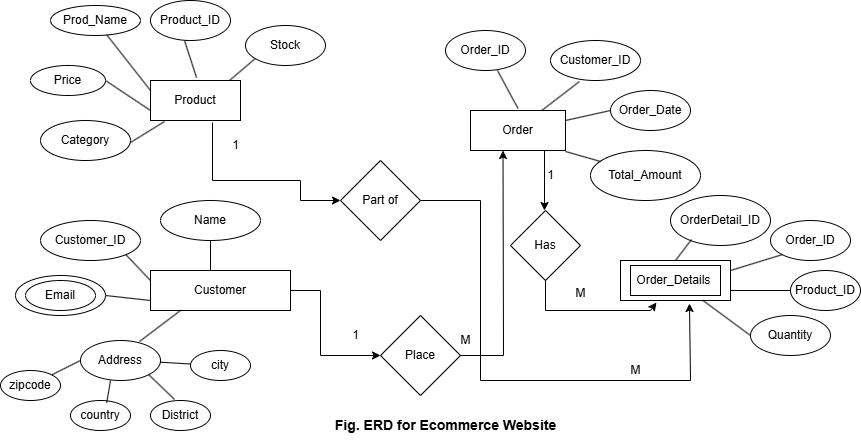 Prod_Name
Product_ID
Stock
Price
Product
Category
1
Part of
Order_ID
Customer_ID
Order_Date
Order
Total_Amount
1
Has
M
OrderDetail_ID
Order_ID
Order_Details
Product_ID
Quantity
Name
Customer_ID
Email
Customer
Address
city
zipcode
country
District
1
Place
M
M
Fig. ERD for Ecommerce Website